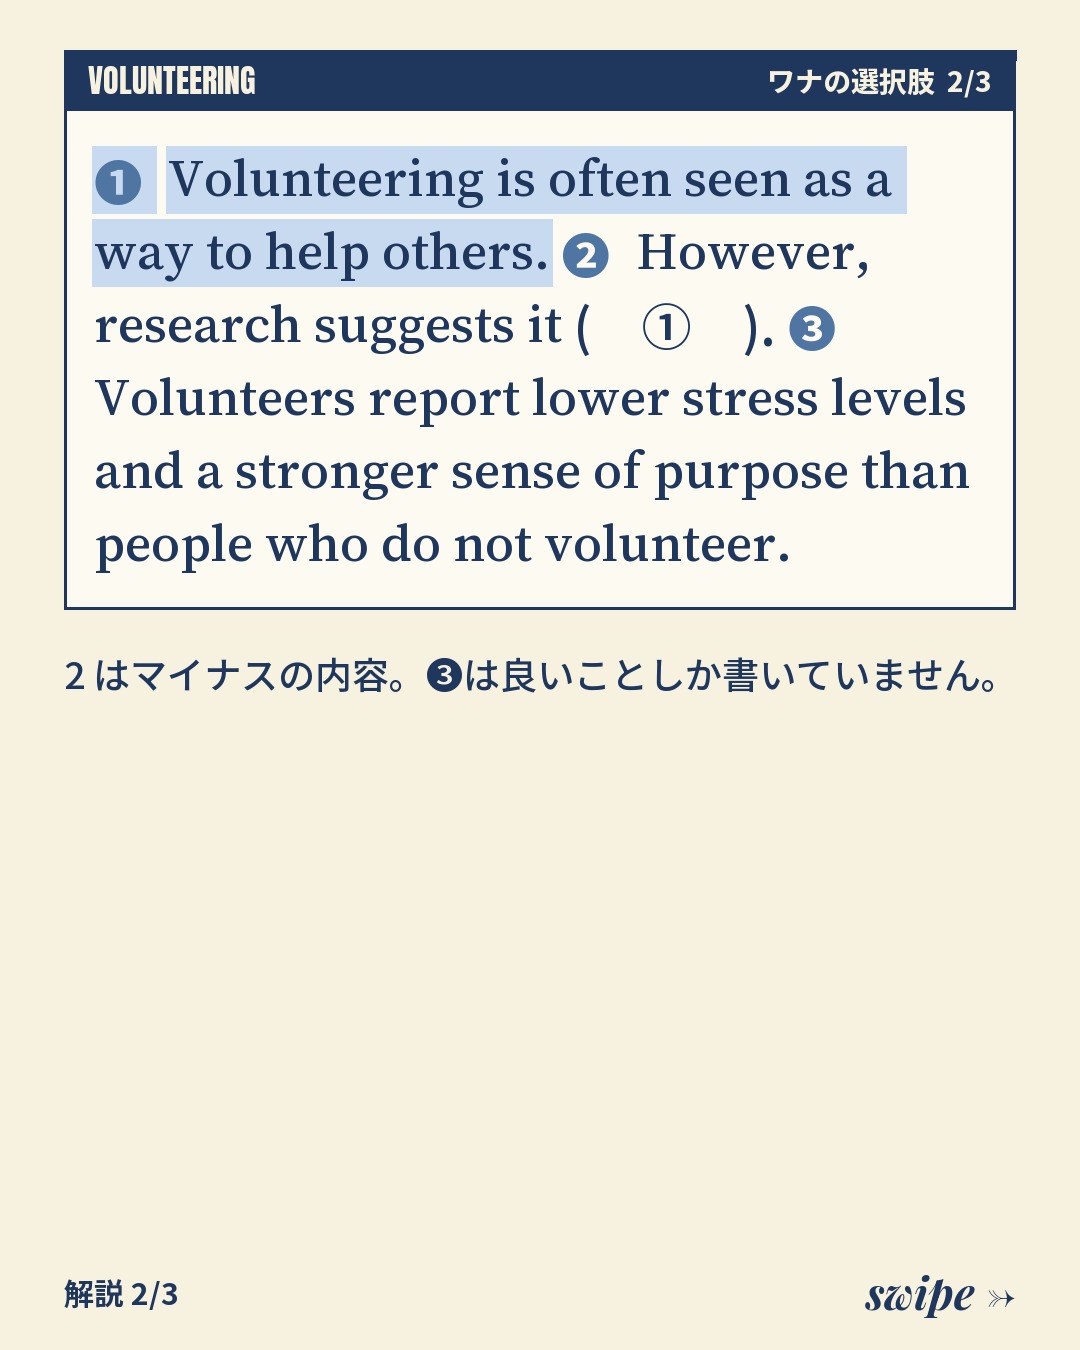 VOLUNTEERING
ワナの選択肢 2/3
❶ Volunteering is often seen as a
way to help others. ❷ However,
research suggests it ( ① ). ❸
Volunteers report lower stress levels
and a stronger sense of purpose than
people who do not volunteer.
2 はマイナスの内容。❸は良いことしか書いていません。
解説 2/3
swipe